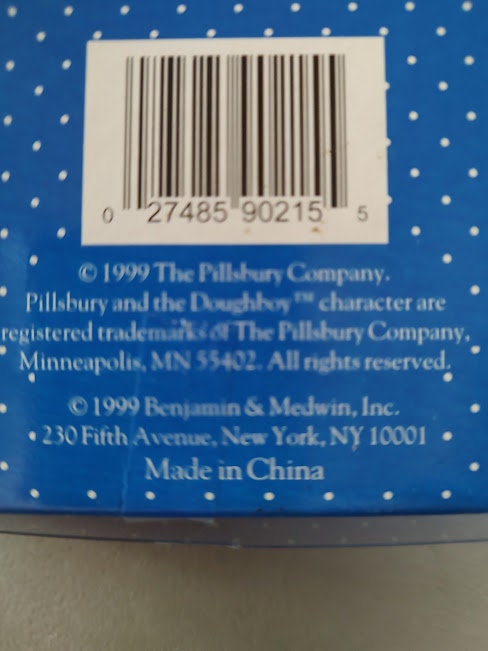 0 27485 90215 5
© 1999 The Pillsbury Company.
Pillsbury and the Doughboy™ character are
registered trademarks of The Pillsbury Company,
Minneapolis, MN 55402. All rights reserved.
© 1999 Benjamin & Medwin, Inc.
230 Fifth Avenue, New York, NY 10001
Made in China